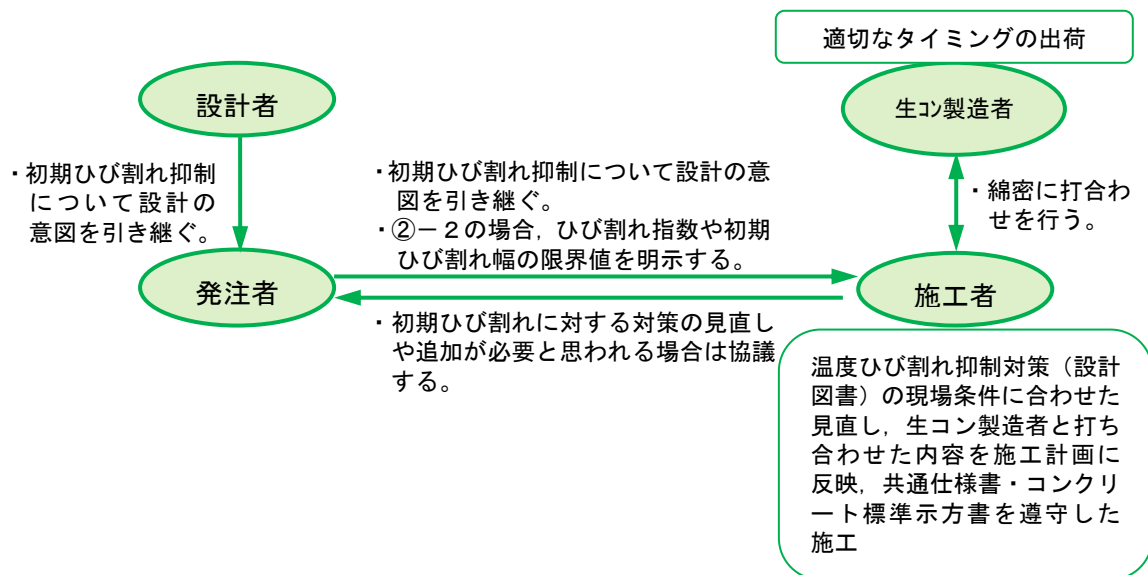 適切なタイミングの出荷
設計者
生コン製造者
・初期ひび割れ抑制
について設計の
意図を引き継ぐ。
・初期ひび割れ抑制について設計の意
図を引き継ぐ。
・②－２の場合，ひび割れ指数や初期
ひび割れ幅の限界値を明示する。
・綿密に打合わ
せを行う。
発注者
施工者
・初期ひび割れに対する対策の見直し
や追加が必要と思われる場合は協議
する。
温度ひび割れ抑制対策（設計
図書）の現場条件に合わせた
見直し，生コン製造者と打ち
合わせた内容を施工計画に
反映，共通仕様書・コンクリ
ート標準示方書を遵守した
施工